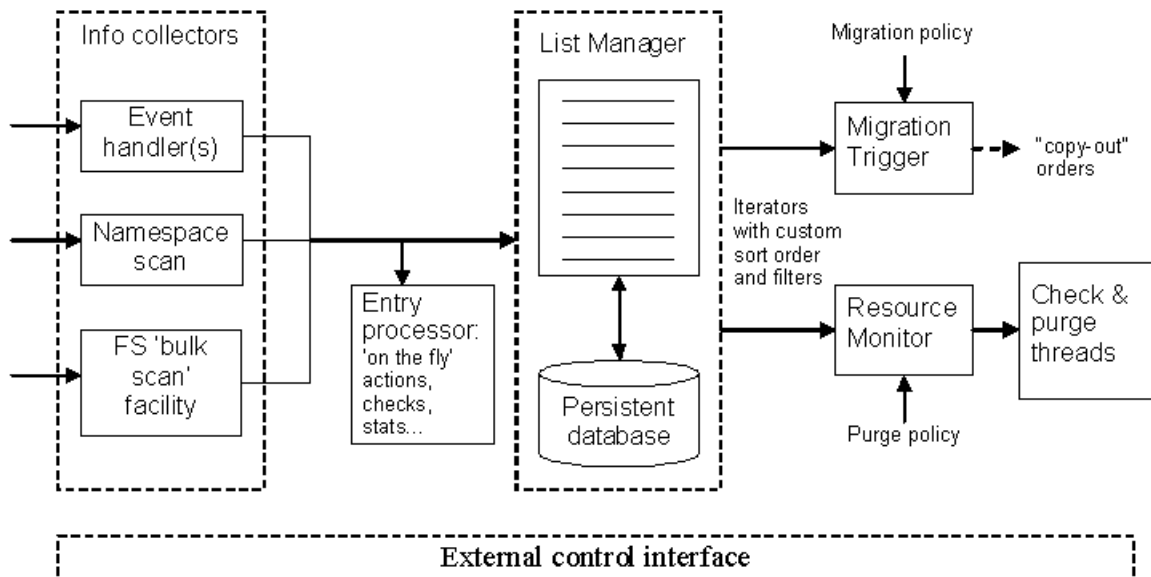 Info collectors
Event
handler(s)
Namespace
scan
FS 'bulk
scan'
facility
Entry
processor:
'on the fly'
actions,
checks,
stats...
List Manager
Persistent
database
Iterators
with custom
sort order
and filters
Migration policy
Migration
Trigger
"copy-out"
orders
Resource
Monitor
Purge policy
Check &
purge
threads
External control interface